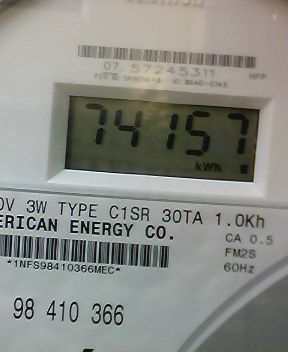 07 57245311
74157
kWh
0V 3W TYPE C1SR 30TA 1.0Kh
ERICAN ENERGY CO.
CA 0.5
*1NFS98410366MEC*
FM2S
60Hz
98 410 366